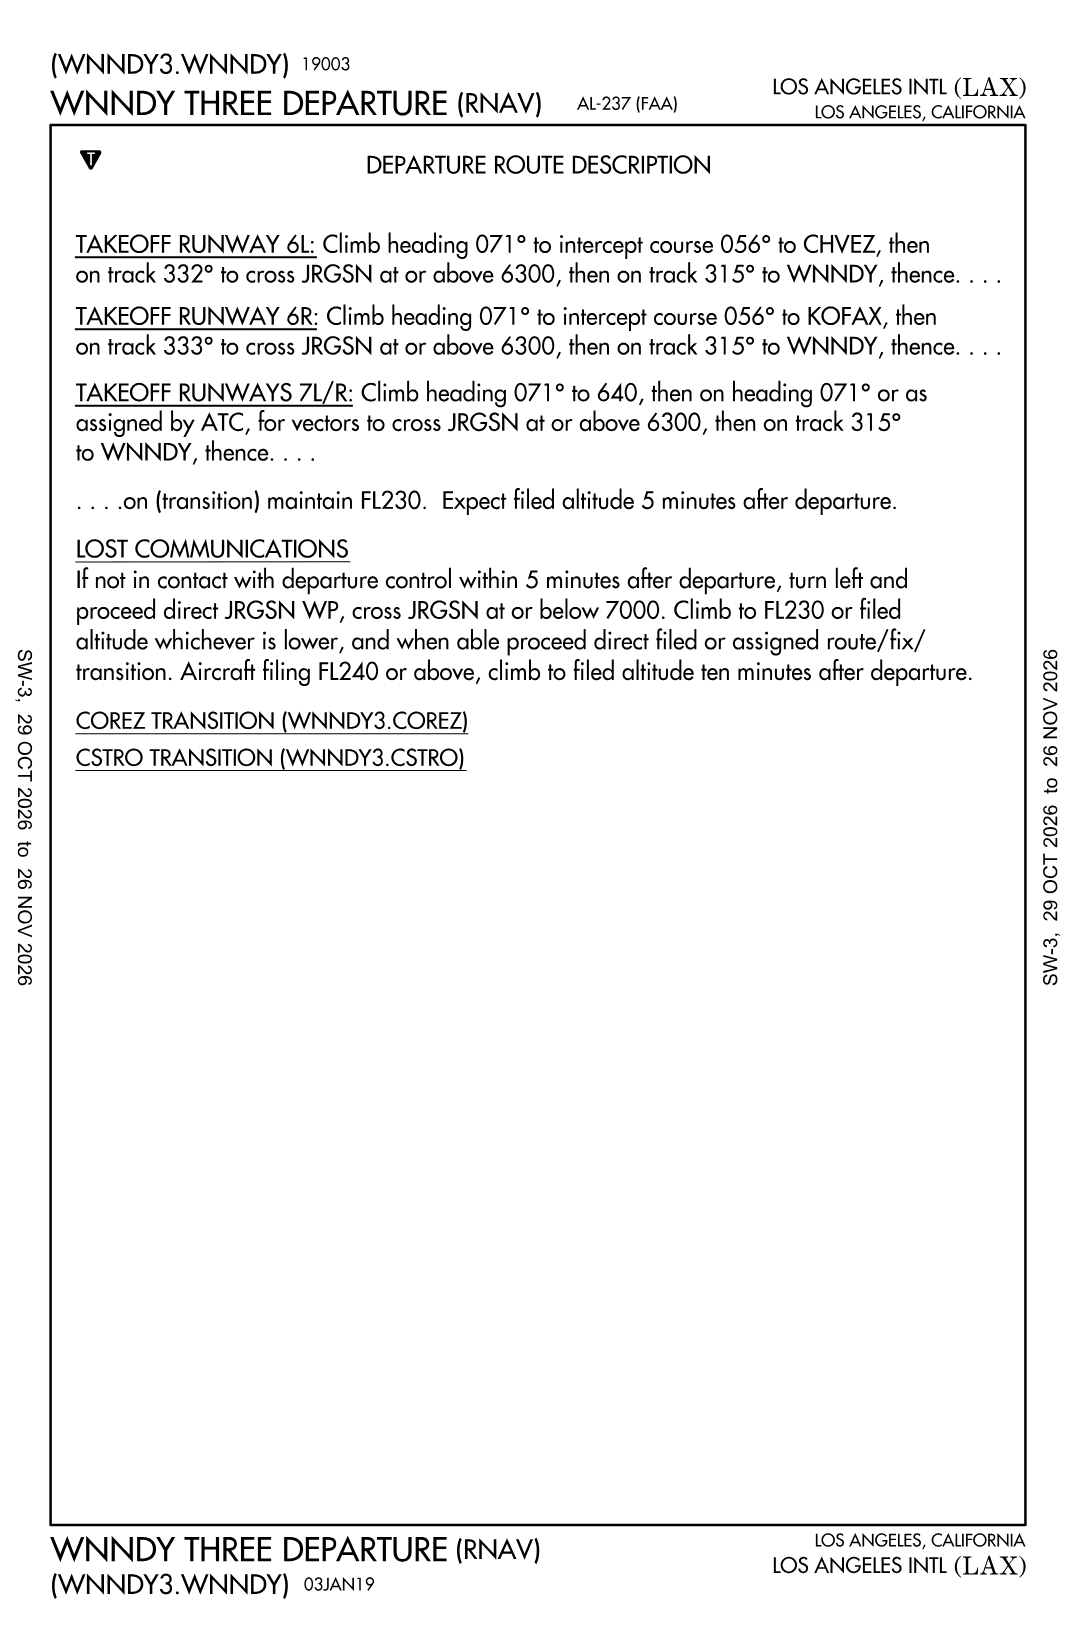 (WNNDY3.WNNDY) 19003
WNNDY THREE DEPARTURE (RNAV)
AL-237 (FAA)
LOS ANGELES INTL (LAX)
LOS ANGELES, CALIFORNIA
T
DEPARTURE ROUTE DESCRIPTION
TAKEOFF RUNWAY 6L: Climb heading 071° to intercept course 056° to CHVEZ, then
on track 332° to cross JRGSN at or above 6300, then on track 315° to WNNDY, thence. . . .
TAKEOFF RUNWAY 6R: Climb heading 071° to intercept course 056° to KOFAX, then
on track 333° to cross JRGSN at or above 6300, then on track 315° to WNNDY, thence. . . .
TAKEOFF RUNWAYS 7L/R: Climb heading 071° to 640, then on heading 071° or as
assigned by ATC, for vectors to cross JRGSN at or above 6300, then on track 315°
to WNNDY, thence. . . .
. . . .on (transition) maintain FL230. Expect filed altitude 5 minutes after departure.
LOST COMMUNICATIONS
If not in contact with departure control within 5 minutes after departure, turn left and
proceed direct JRGSN WP, cross JRGSN at or below 7000. Climb to FL230 or filed
altitude whichever is lower, and when able proceed direct filed or assigned route/fix/
transition. Aircraft filing FL240 or above, climb to filed altitude ten minutes after departure.
COREZ TRANSITION (WNNDY3.COREZ)
CSTRO TRANSITION (WNNDY3.CSTRO)
SW-3, 29 OCT 2026 to 26 NOV 2026
SW-3, 29 OCT 2026 to 26 NOV 2026
WNNDY THREE DEPARTURE (RNAV)
(WNNDY3.WNNDY) 03JAN19
LOS ANGELES, CALIFORNIA
LOS ANGELES INTL (LAX)